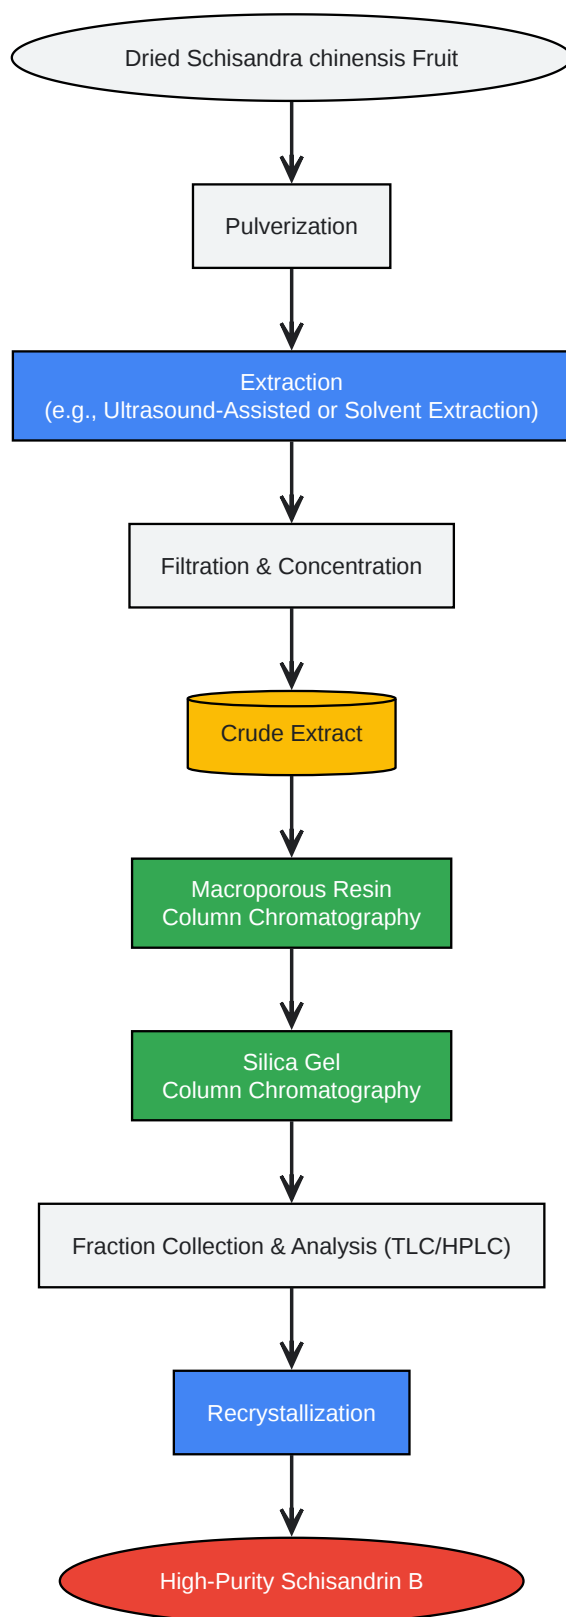 Dried Schisandra chinensis Fruit
Pulverization
Extraction
(e.g., Ultrasound-Assisted or Solvent Extraction)
Filtration & Concentration
Crude Extract
Macroporous Resin
Column Chromatography
Silica Gel
Column Chromatography
Fraction Collection & Analysis (TLC/HPLC)
Recrystallization
High-Purity Schisandrin B